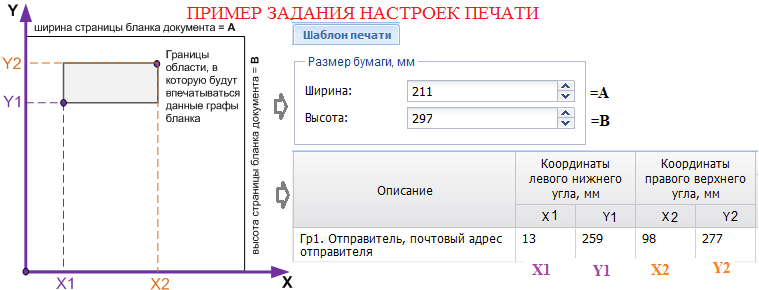 ПРИМЕР ЗАДАНИЯ НАСТРОЕК ПЕЧАТИ
Y
ширина страницы бланка документа = A
Y2
Y1
Границы
области, в
которую будут
впечатываться
данные графы
бланка
высота страницы бланка документа = B
X1
X2
X
Шаблон печати
Размер бумаги, мм
Ширина:
211
=A
Высота:
297
=B
Описание
Координаты
левого нижнего
угла, мм
Координаты
правого верхнего
угла, мм
X1
Y1
X2
Y2
Гр1. Отправитель, почтовый адрес
отправителя
13
259
98
277
X1
Y1
X2
Y2